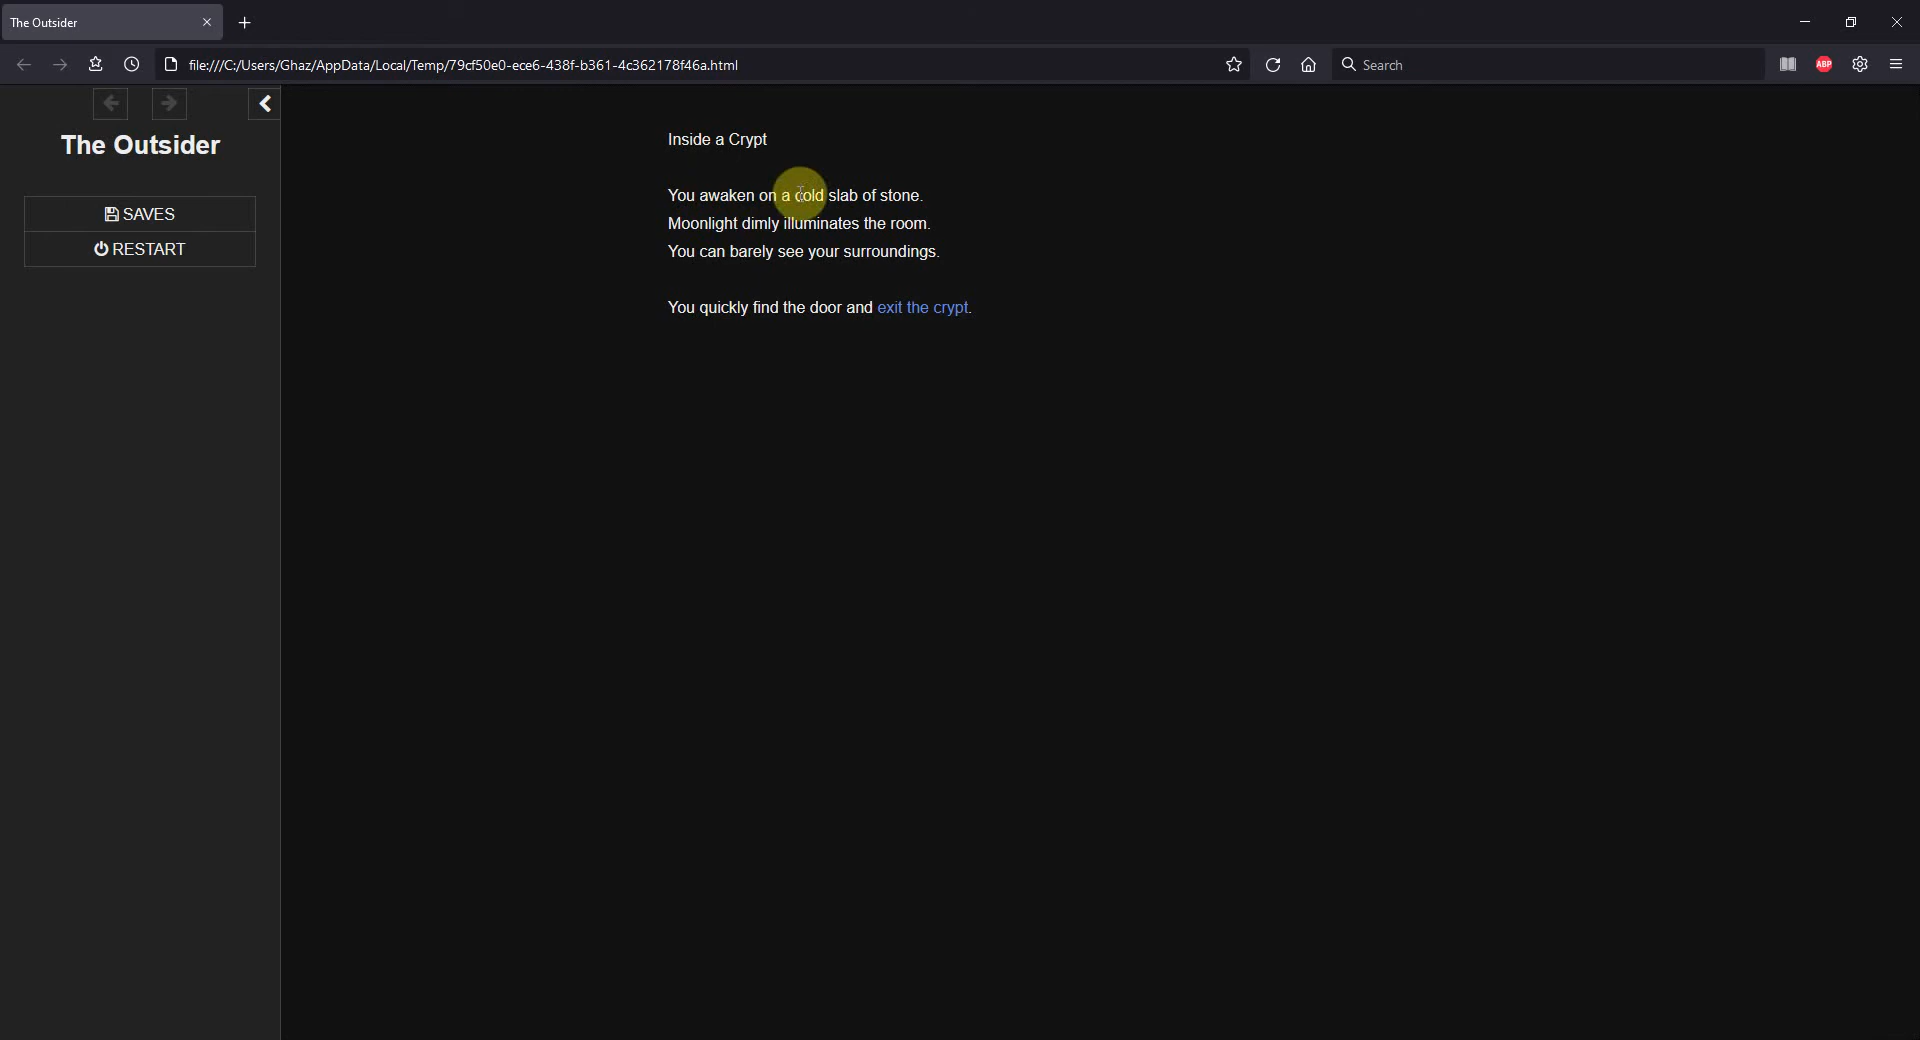 The Outsider
file:///C:/Users/Ghaz/AppData/Local/Temp/79cf50e0-ece6-438f-b361-4c362178f46a.html
Search
ABP
The Outsider
SAVES
RESTART
Inside a Crypt
You awaken on a cold slab of stone.
Moonlight dimly illuminates the room.
You can barely see your surroundings.
You quickly find the door and exit the crypt.